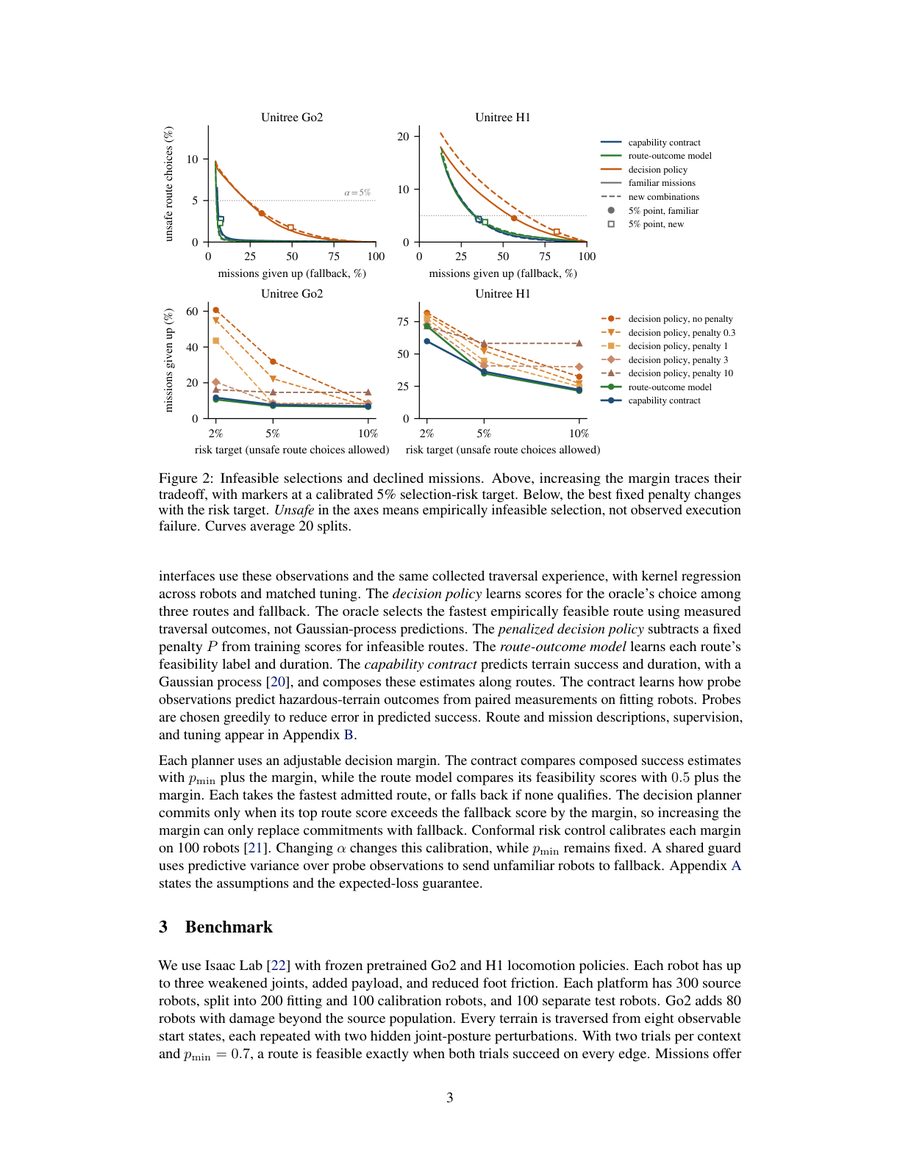 Unitree Go2
Unitree H1
unsafe route choices (%)
10
5
0
α=5%
0 25 50 75 100
missions given up (fallback, %)
20
10
0
0 25 50 75 100
missions given up (fallback, %)
capability contract
route-outcome model
decision policy
familiar missions
new combinations
5% point, familiar
5% point, new
Unitree Go2
Unitree H1
missions given up (%)
60
40
20
0
2% 5% 10%
risk target (unsafe route choices allowed)
75
50
25
0
2% 5% 10%
risk target (unsafe route choices allowed)
decision policy, no penalty
decision policy, penalty 0.3
decision policy, penalty 1
decision policy, penalty 3
decision policy, penalty 10
route-outcome model
capability contract
Figure 2: Infeasible selections and declined missions. Above, increasing the margin traces their
tradeoff, with markers at a calibrated 5% selection-risk target. Below, the best fixed penalty changes
with the risk target. Unsafe in the axes means empirically infeasible selection, not observed execution
failure. Curves average 20 splits.
interfaces use these observations and the same collected traversal experience, with kernel regression
across robots and matched tuning. The decision policy learns scores for the oracle's choice among
three routes and fallback. The oracle selects the fastest empirically feasible route using measured
traversal outcomes, not Gaussian-process predictions. The penalized decision policy subtracts a fixed
penalty P from training scores for infeasible routes. The route-outcome model learns each route's
feasibility label and duration. The capability contract predicts terrain success and duration, with a
Gaussian process [20], and composes these estimates along routes. The contract learns how probe
observations predict hazardous-terrain outcomes from paired measurements on fitting robots. Probes
are chosen greedily to reduce error in predicted success. Route and mission descriptions, supervision,
and tuning appear in Appendix B.
Each planner uses an adjustable decision margin. The contract compares composed success estimates
with pmin plus the margin, while the route model compares its feasibility scores with 0.5 plus the
margin. Each takes the fastest admitted route, or falls back if none qualifies. The decision planner
commits only when its top route score exceeds the fallback score by the margin, so increasing the
margin can only replace commitments with fallback. Conformal risk control calibrates each margin
on 100 robots [21]. Changing α changes this calibration, while pmin remains fixed. A shared guard
uses predictive variance over probe observations to send unfamiliar robots to fallback. Appendix A
states the assumptions and the expected-loss guarantee.
3 Benchmark
We use Isaac Lab [22] with frozen pretrained Go2 and H1 locomotion policies. Each robot has up
to three weakened joints, added payload, and reduced foot friction. Each platform has 300 source
robots, split into 200 fitting and 100 calibration robots, and 100 separate test robots. Go2 adds 80
robots with damage beyond the source population. Every terrain is traversed from eight observable
start states, each repeated with two hidden joint-posture perturbations. With two trials per context
and pmin = 0.7, a route is feasible exactly when both trials succeed on every edge. Missions offer
3